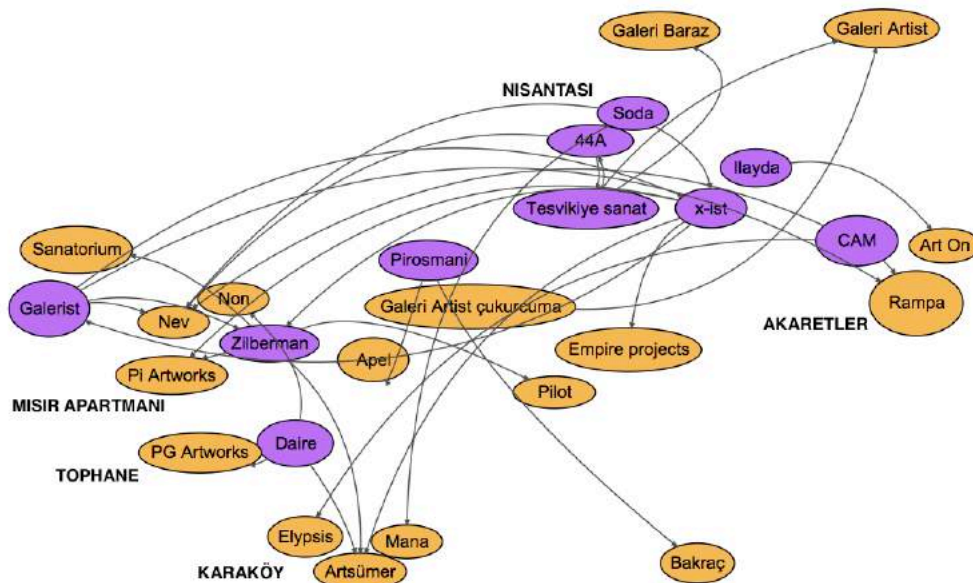 Galeri Baraz
Galeri Artist
NISANTASI
Soda
44A
Ilayda
Tesvikiye sanat
x-ist
Sanatorium
Pirosmani
CAM
Art On
Galerist
Non
Nev
Galeri Artist çukurcuma
Rampa
AKARETLER
Zilberman
Apel
Empire projects
Pi Artworks
Pilot
MISIR APARTMANI
Daire
PG Artworks
TOPHANE
Elypsis
Mana
Bakraç
KARAKÖY
Artsümer